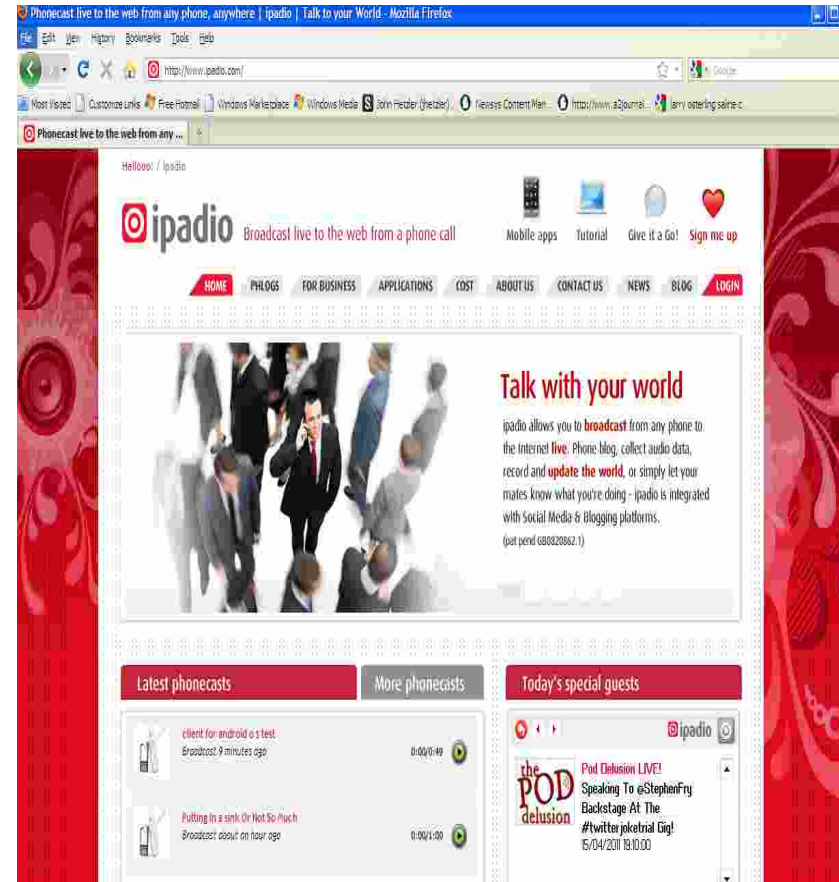 Phonecast live to the web from any phone, anywhere | ipadio | Talk to your World - Mozilla Firefox
File Edit View History Bookmarks Tools Help
http://www.ipadio.com/
Google
Most Visited Customize Links Free Hotmail Windows Marketplace Windows Media John Hetzler (jhetzler) Newsys Content Man... http://www.a2journal... larry osterling saline c...
Phonecast live to the web from any ...
Hellooo: / ipadio
ipadio Broadcast live to the web from a phone call
Mobile apps Tutorial Give it a Go! Sign me up
HOME PHLOGS FOR BUSINESS APPLICATIONS COST ABOUT US CONTACT US NEWS BLOG LOGIN
Talk with your world
ipadio allows you to broadcast from any phone to
the Internet live. Phone blog, collect audio data,
record and update the world, or simply let your
mates know what you're doing - ipadio is integrated
with Social Media & Blogging platforms.
(pat pend GB0820862.1)
Latest phonecasts More phonecasts Today's special guests
client for android o s test
Broadcast 9 minutes ago 0:00/0:49
Putting in a sink Or Not So Much
Broadcast about an hour ago 0:00/1:00
ipadio
the POD delusion
Pod Delusion LIVE!
Speaking To @StephenFry
Backstage At The
#twitterjoketrial Gig!
15/04/2011 19:10:00